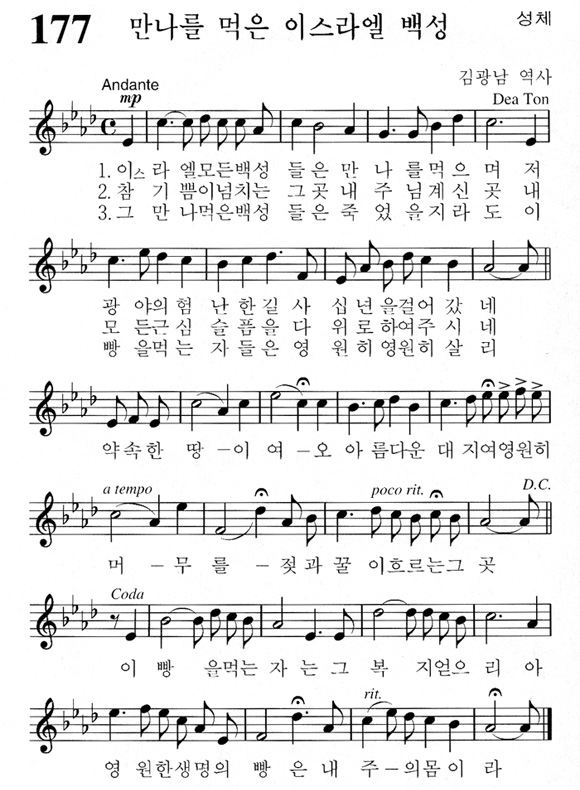 177 만나를 먹은 이스라엘 백성 성체
김광남 역사
Andante
mp
Dea Ton
1. 이스 라 엘모든백성 들은 만 나 를먹으 며 저
2. 참 기 쁨이넘치는 그곳 내 주 님계신 곳 내
3. 그 만 나먹은백성 들은 죽 었 을지라 도 이
광 야의 험 난 한 길 사 십 년 을걸어 갔 네
모 든근 심 슬 픔 을 다 위 로 하여주 시 네
빵 을먹 는 자 들 은 영 원 히 영원히 살 리
약 속 한 땅 - 이 여 - 오 아 름다운 대 지여영원히
a tempo
poco rit.
D.C.
머 - 무 를 - 젖 과 꿀 이흐르는그 곳
Coda
이 빵 을먹는 자 는 그 복 지얻으 리 아
rit.
영 원한생명의 빵 은 내 주 - 의몸이 라